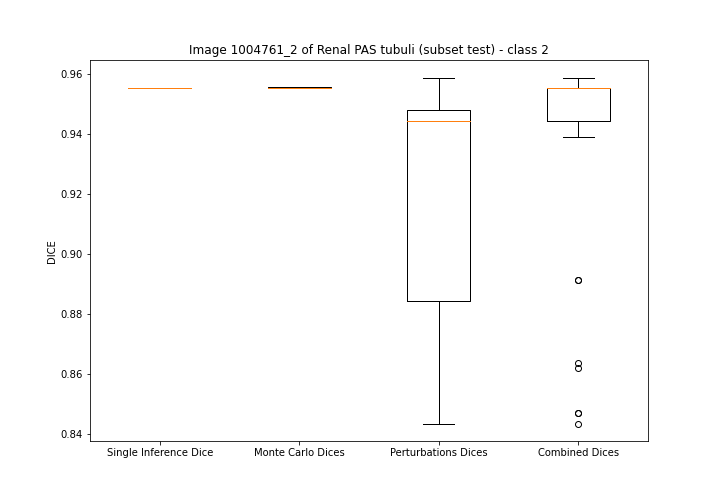 Image 1004761_2 of Renal PAS tubuli (subset test) - class 2
0.96
0.94
0.92
0.90
0.88
0.86
0.84
DICE
Single Inference Dice
Monte Carlo Dices
Perturbations Dices
Combined Dices